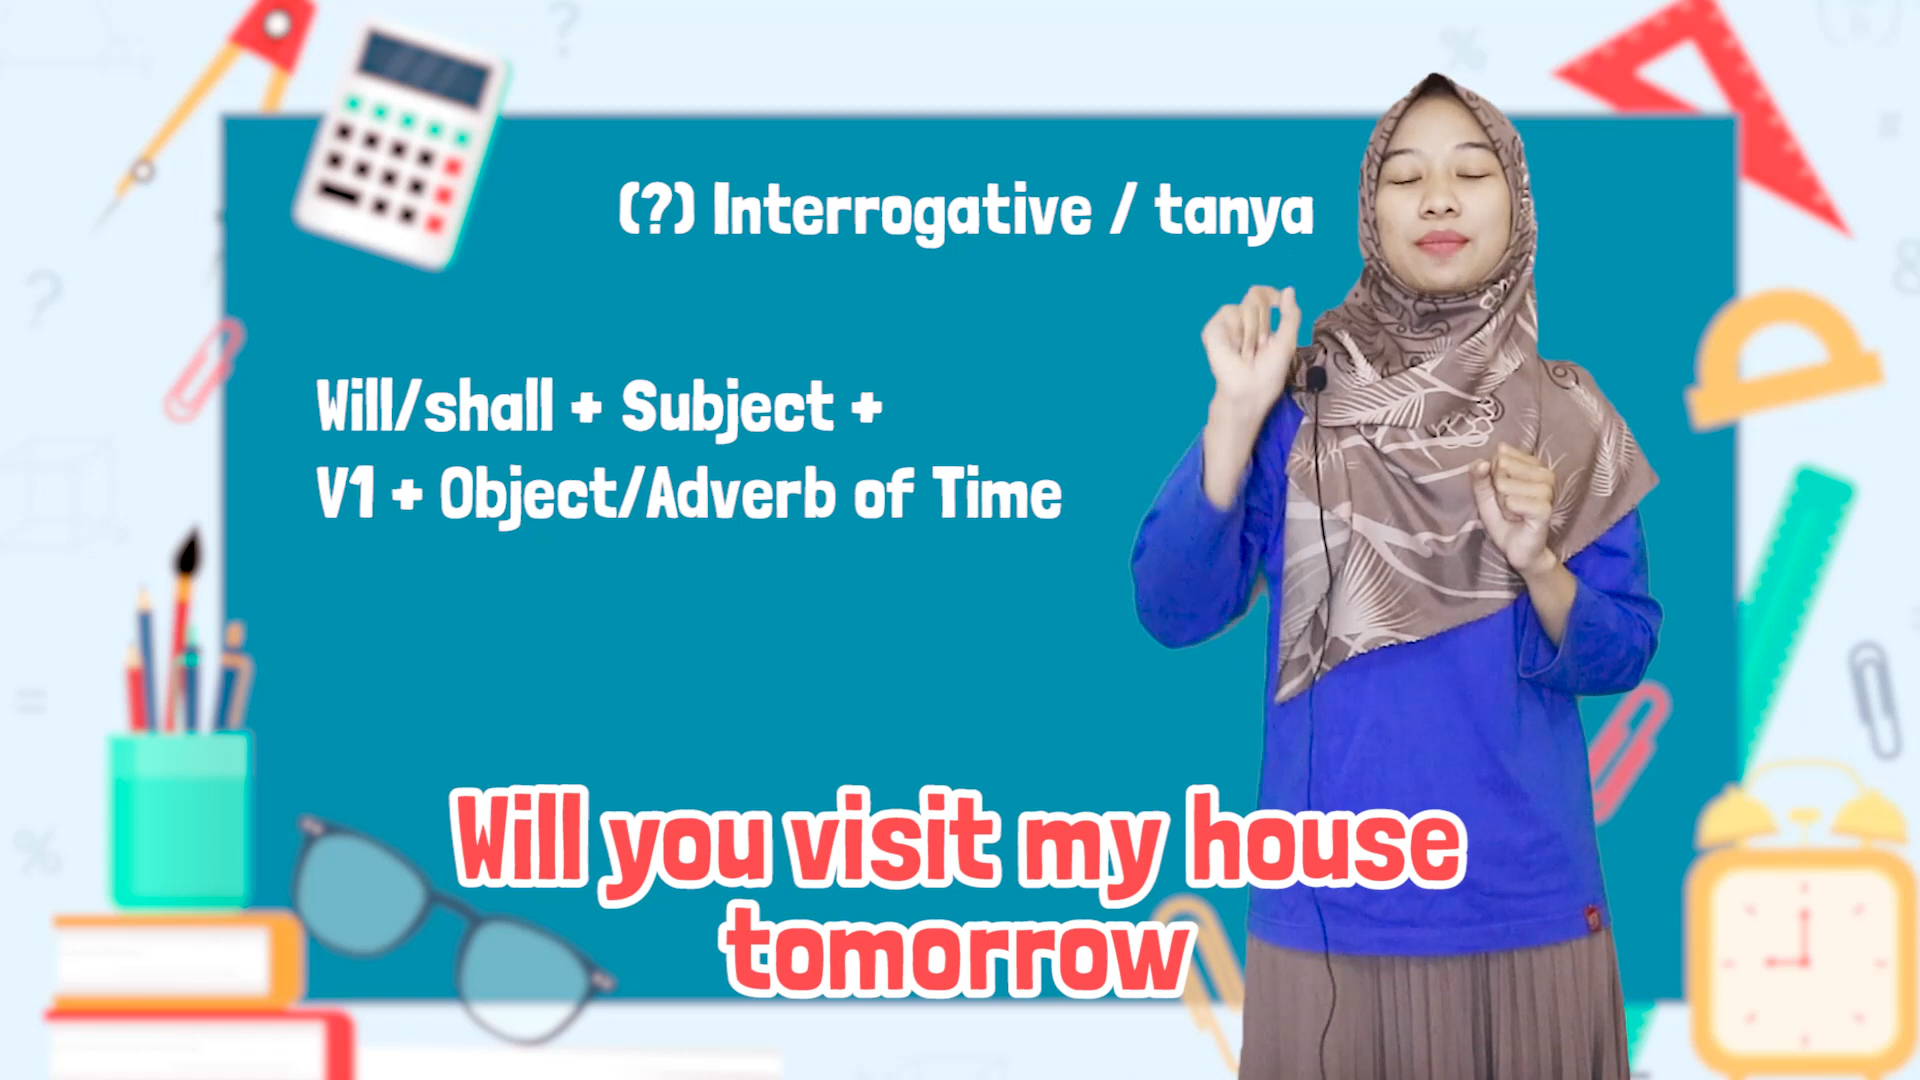 (?) Interrogative / tanya
Will/shall + Subject +
V1 + Object/Adverb of Time
Will you visit my house
tomorrow